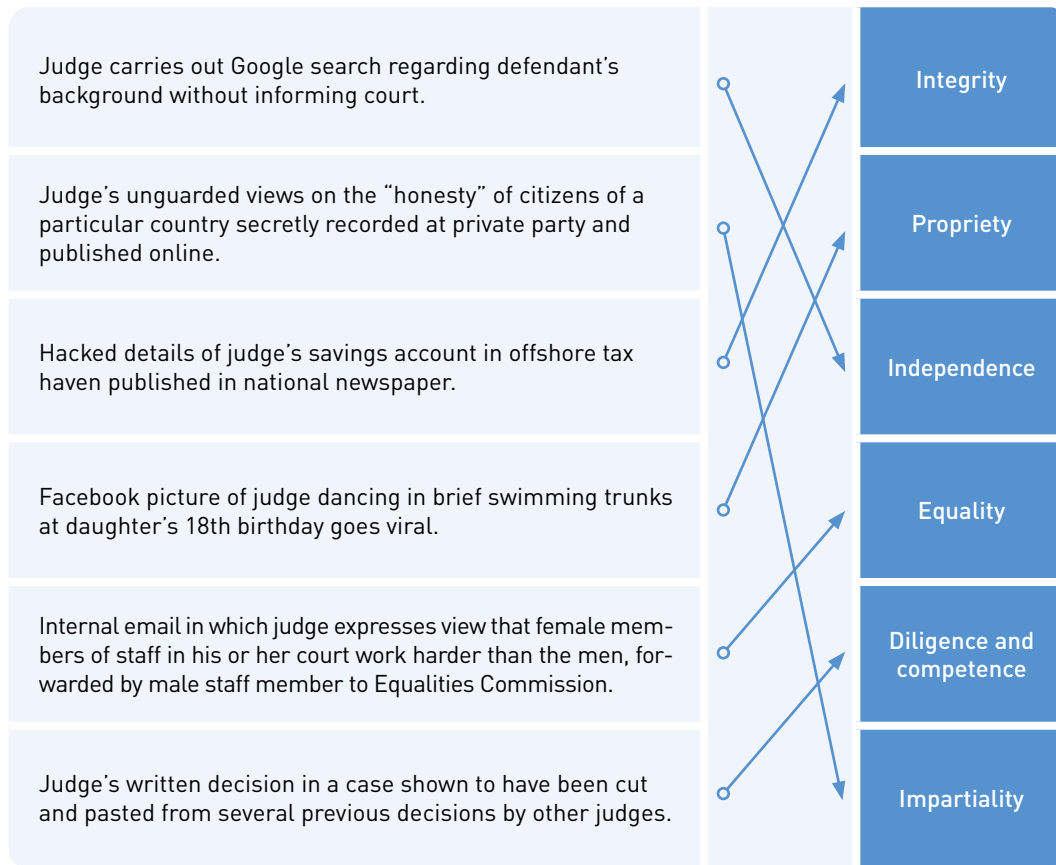 Judge carries out Google search regarding defendant’s
background without informing court.
Integrity
Judge’s unguarded views on the “honesty” of citizens of a
particular country secretly recorded at private party and
published online.
Propriety
Hacked details of judge’s savings account in offshore tax
haven published in national newspaper.
Independence
Facebook picture of judge dancing in brief swimming trunks
at daughter’s 18th birthday goes viral.
Equality
Internal email in which judge expresses view that female mem-
bers of staff in his or her court work harder than the men, for-
warded by male staff member to Equalities Commission.
Diligence and
competence
Judge’s written decision in a case shown to have been cut
and pasted from several previous decisions by other judges.
Impartiality